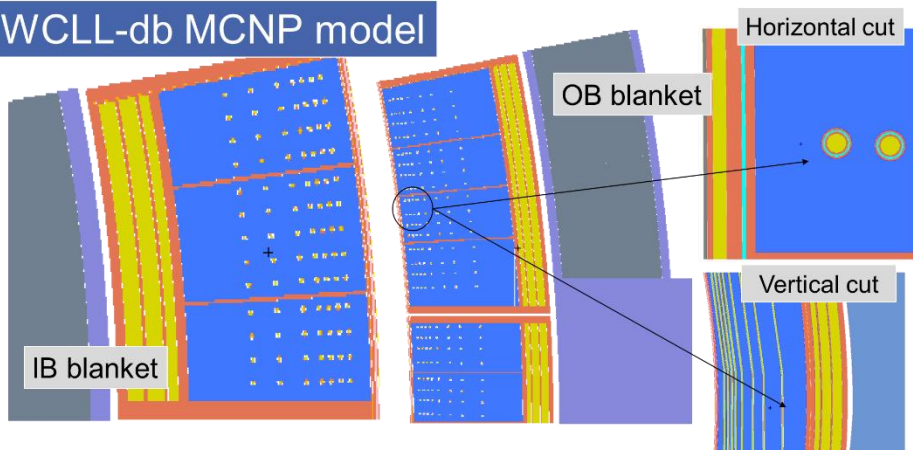 WCLL-db MCNP model
Horizontal cut
OB blanket
Vertical cut
IB blanket